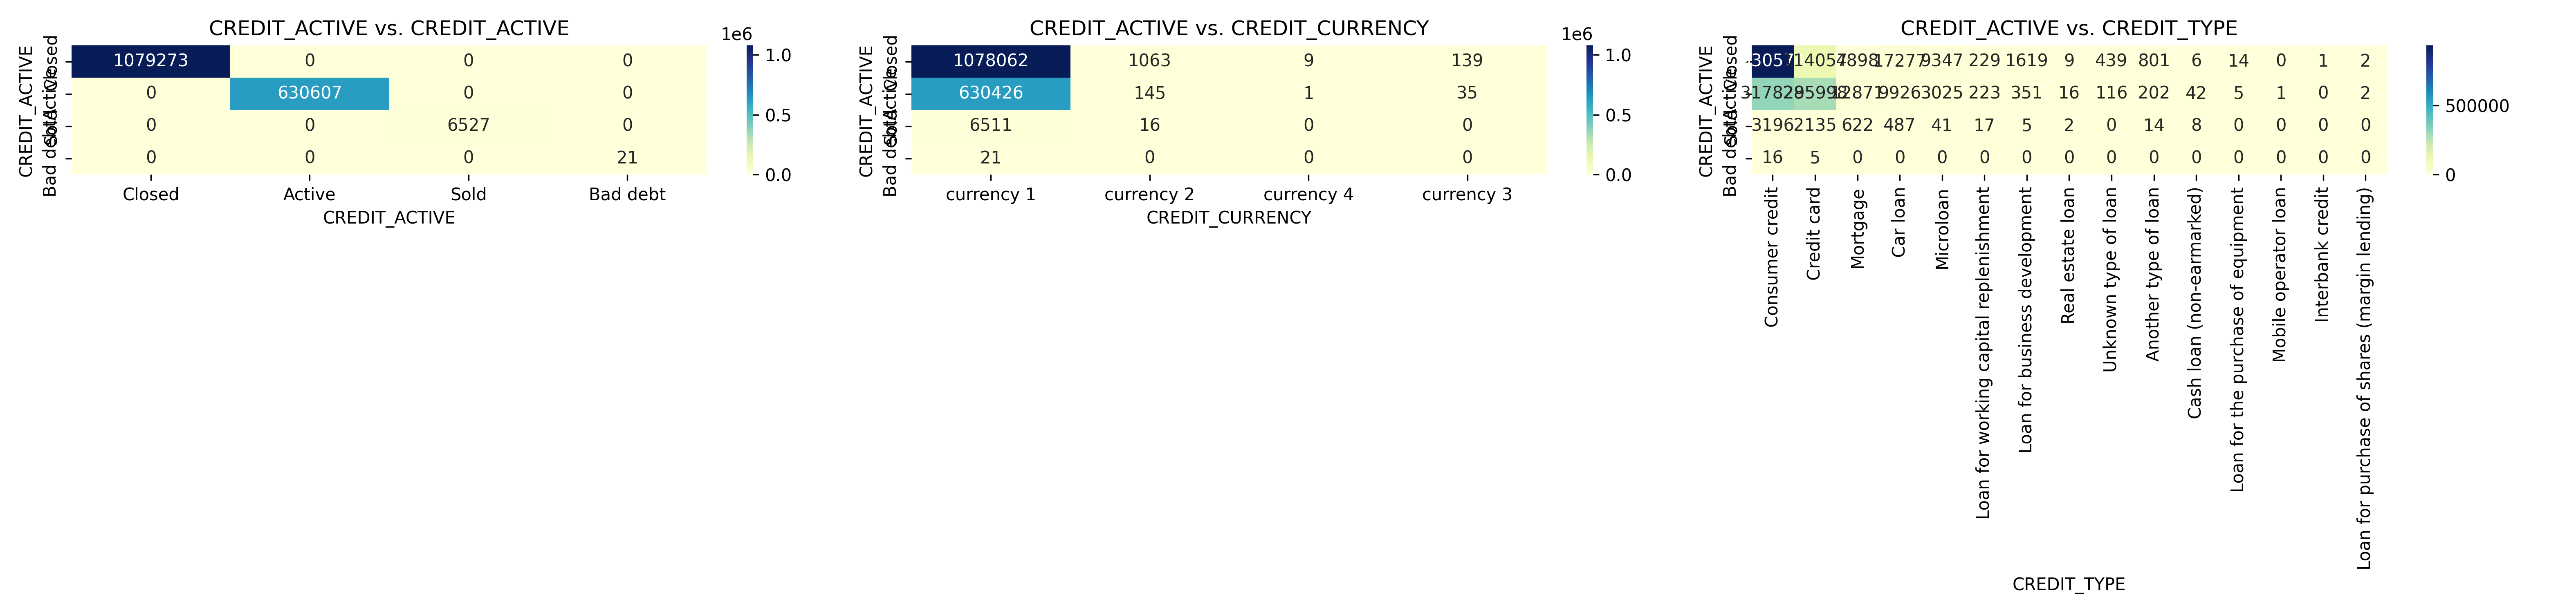 CREDIT_ACTIVE vs. CREDIT_ACTIVE
1e6
CREDIT_ACTIVE
Closed
Active
Sold
Bad debt
1079273 0 0 0
0 630607 0 0
0 0 6527 0
0 0 0 21
1.0
0.5
0.0
Closed Active Sold Bad debt
CREDIT_ACTIVE
CREDIT_ACTIVE vs. CREDIT_CURRENCY
1e6
CREDIT_ACTIVE
Closed
Active
Sold
Bad debt
1078062 1063 9 139
630426 145 1 35
6511 16 0 0
21 0 0 0
1.0
0.5
0.0
currency 1 currency 2 currency 4 currency 3
CREDIT_CURRENCY
CREDIT_ACTIVE vs. CREDIT_TYPE
CREDIT_ACTIVE
Closed
Active
Sold
Bad debt
17277 9347 229 1619 9 439 801 6 14 0 1 2
9926 3025 223 351 16 116 202 42 5 1 0 2
3196 2135 622 487 41 17 5 2 0 14 8 0 0 0 0
16 5 0 0 0 0 0 0 0 0 0 0 0 0 0
500000
0
Consumer credit
Credit card
Mortgage
Car loan
Microloan
Loan for working capital replenishment
Loan for business development
Real estate loan
Unknown type of loan
Another type of loan
Cash loan (non-earmarked)
Loan for the purchase of equipment
Mobile operator loan
Interbank credit
Loan for purchase of shares (margin lending)
CREDIT_TYPE